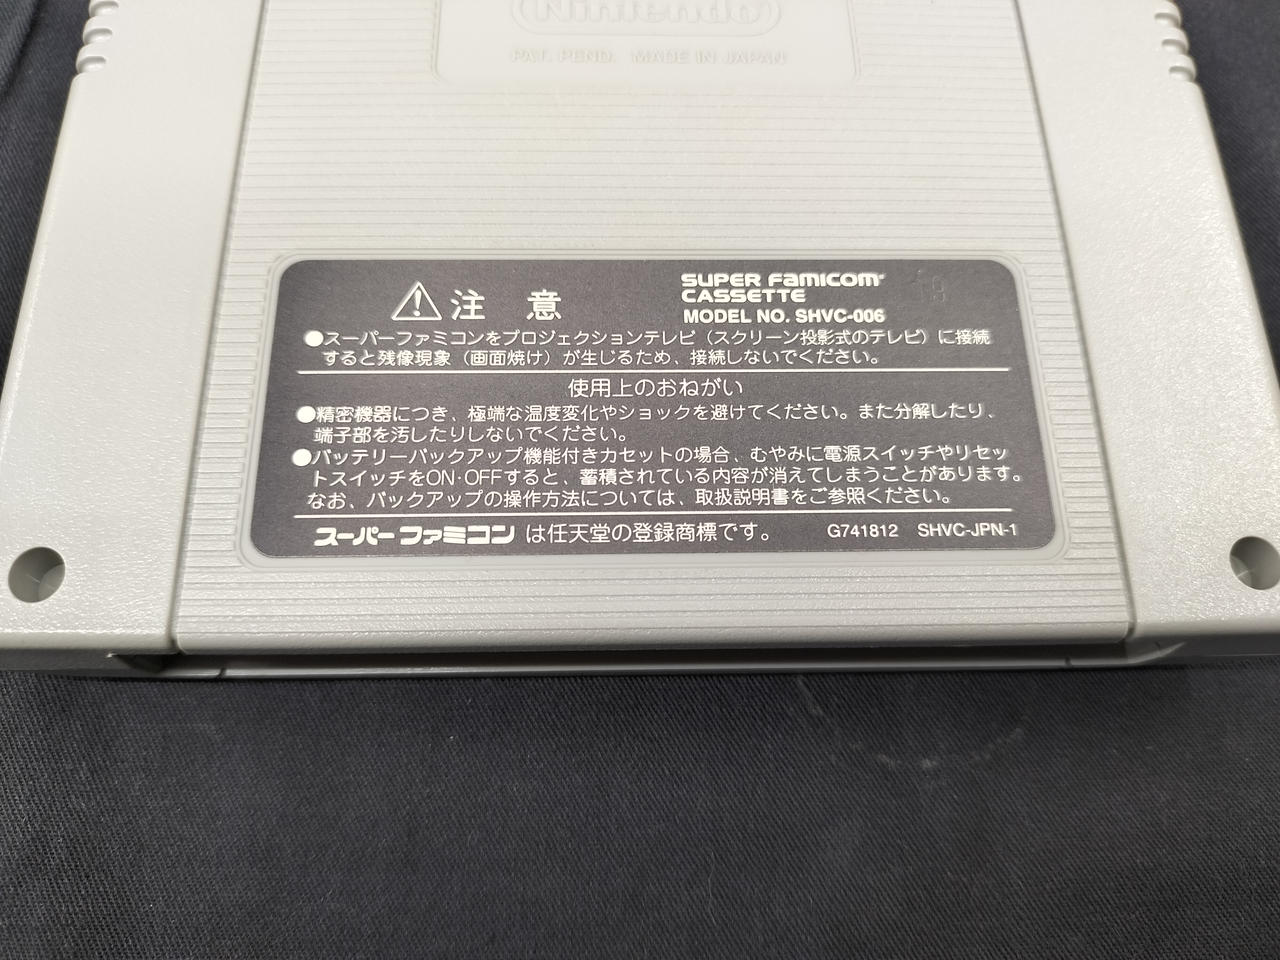 Nintendo
PAT. PEND. MADE IN JAPAN
注 意
SUPER FAMICOM
CASSETTE
MODEL NO. SHVC-006
19
●スーパーファミコンをプロジェクションテレビ（スクリーン投影式のテレビ）に接続
すると残像現象（画面焼け）が生じるため、接続しないでください。
使用上のおねがい
●精密機器につき、極端な温度変化やショックを避けてください。また分解したり、
端子部を汚したりしないでください。
●バッテリーバックアップ機能付きカセットの場合、むやみに電源スイッチやリセッ
トスイッチをON·OFFすると、蓄積されている内容が消えてしまうことがあります。
なお、バックアップの操作方法については、取扱説明書をご参照ください。
スーパーファミコン は任天堂の登録商標です。
G741812 SHVC-JPN-1